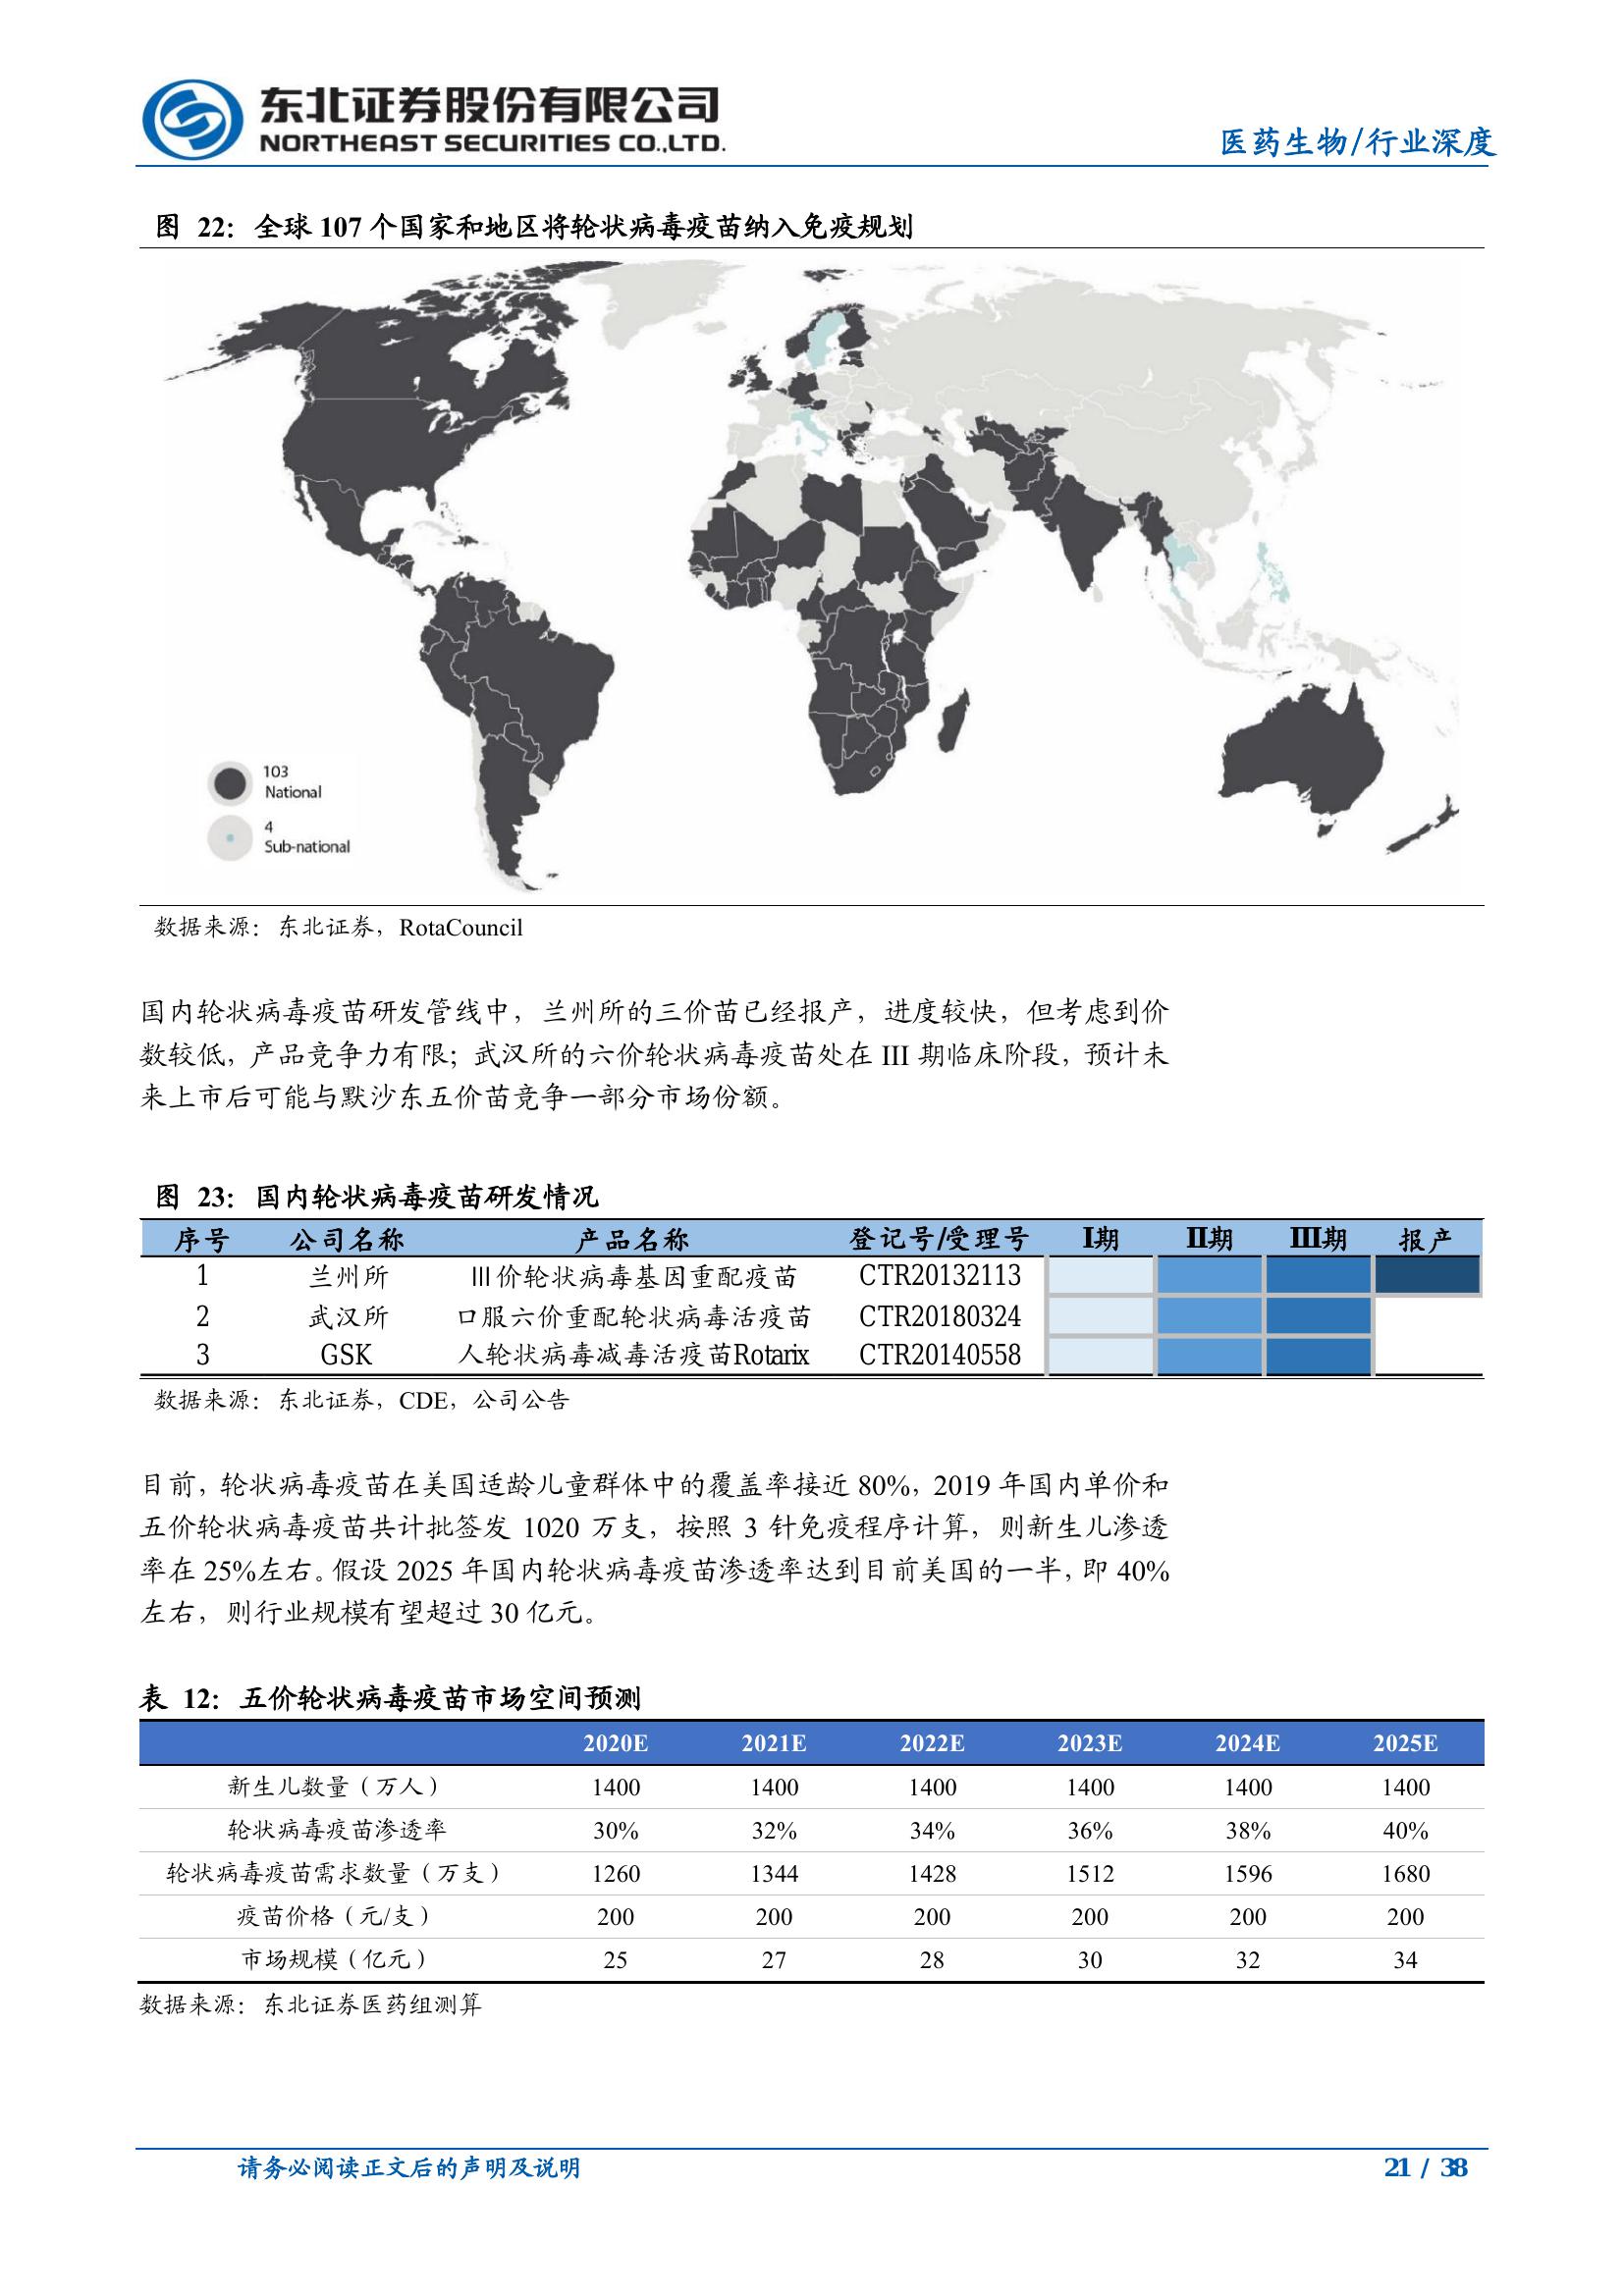 东北证券股份有限公司
NORTHEAST SECURITIES CO.,LTD.
医药生物/行业深度
图 22：全球 107 个国家和地区将轮状病毒疫苗纳入免疫规划
103
National
4
Sub-national
数据来源：东北证券，RotaCouncil
国内轮状病毒疫苗研发管线中，兰州所的三价苗已经报产，进度较快，但考虑到价
数较低，产品竞争力有限；武汉所的六价轮状病毒疫苗处在 III 期临床阶段，预计未
来上市后可能与默沙东五价苗竞争一部分市场份额。
图 23：国内轮状病毒疫苗研发情况
序号 公司名称 产品名称 登记号/受理号 I期 II期 III期 报产
1 兰州所 III价轮状病毒基因重配疫苗 CTR20132113
2 武汉所 口服六价重配轮状病毒活疫苗 CTR20180324
3 GSK 人轮状病毒减毒活疫苗Rotarix CTR20140558
数据来源：东北证券，CDE，公司公告
目前，轮状病毒疫苗在美国适龄儿童群体中的覆盖率接近 80%，2019 年国内单价和
五价轮状病毒疫苗共计批签发 1020 万支，按照 3 针免疫程序计算，则新生儿渗透
率在 25%左右。假设 2025 年国内轮状病毒疫苗渗透率达到目前美国的一半，即 40%
左右，则行业规模有望超过 30 亿元。
表 12：五价轮状病毒疫苗市场空间预测
2020E 2021E 2022E 2023E 2024E 2025E
新生儿数量（万人） 1400 1400 1400 1400 1400 1400
轮状病毒疫苗渗透率 30% 32% 34% 36% 38% 40%
轮状病毒疫苗需求数量（万支） 1260 1344 1428 1512 1596 1680
疫苗价格（元/支） 200 200 200 200 200 200
市场规模（亿元） 25 27 28 30 32 34
数据来源：东北证券医药组测算
请务必阅读正文后的声明及说明
21 / 38